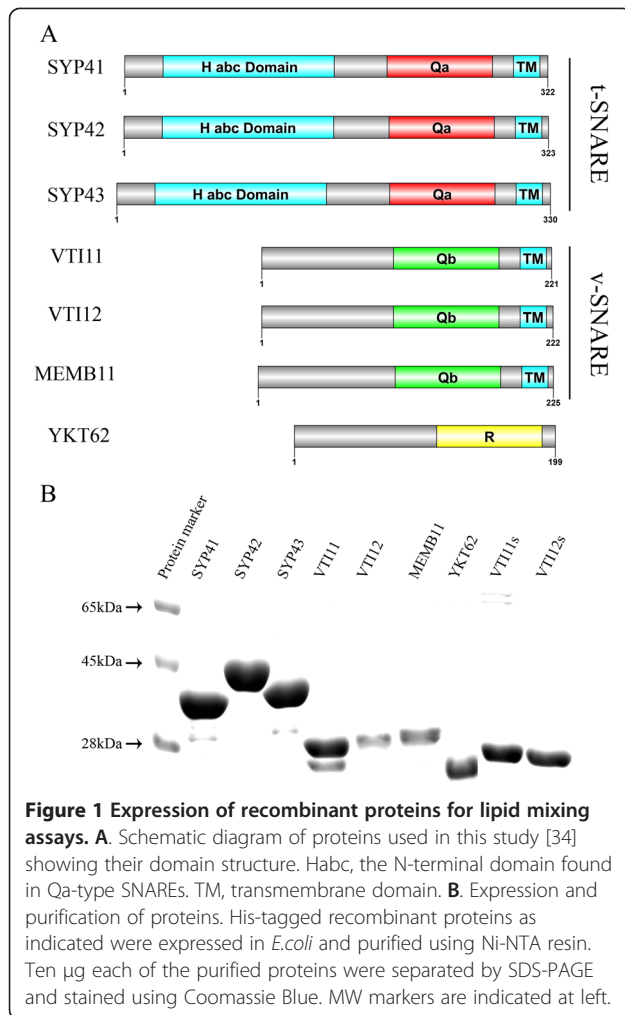 A
SYP41
H abc Domain
Qa
TM
1
322
SYP42
H abc Domain
Qa
TM
1
323
SYP43
H abc Domain
Qa
TM
1
330
t-SNARE
VTI11
Qb
TM
1
221
VTI12
Qb
TM
1
222
MEMB11
Qb
TM
1
225
v-SNARE
YKT62
R
1
199
B
Protein marker
SYP41
SYP42
SYP43
VTI11
VTI12
MEMB11
YKT62
VTI11s
VTI12s
65kDa →
45kDa →
28kDa →
Figure 1 Expression of recombinant proteins for lipid mixing
assays. A. Schematic diagram of proteins used in this study [34]
showing their domain structure. Habc, the N-terminal domain found
in Qa-type SNAREs. TM, transmembrane domain. B. Expression and
purification of proteins. His-tagged recombinant proteins as
indicated were expressed in E.coli and purified using Ni-NTA resin.
Ten μg each of the purified proteins were separated by SDS-PAGE
and stained using Coomassie Blue. MW markers are indicated at left.